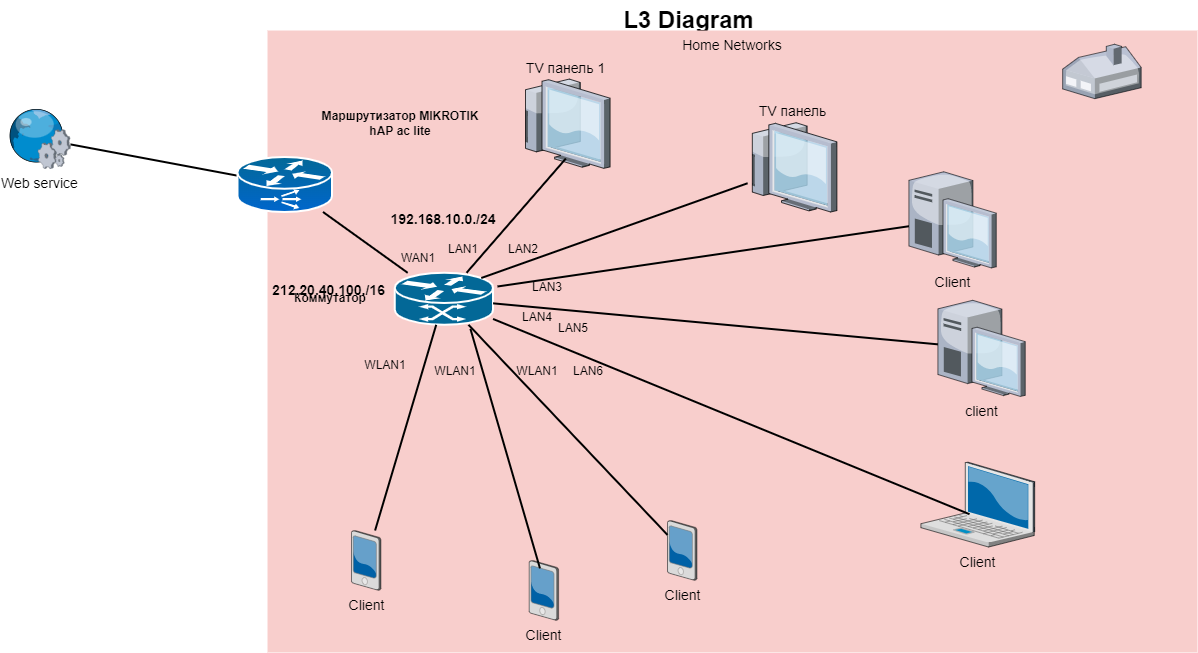 L3 Diagram
Home Networks
TV панель 1
TV панель
Маршрутизатор MIKROTIK
hAP ac lite
Web service
192.168.10.0./24
WAN1
LAN1
LAN2
Client
212.20.40.100./16
Коммутатор
LAN3
LAN4
LAN5
WLAN1
WLAN1
WLAN1
LAN6
client
Client
Client
Client
Client